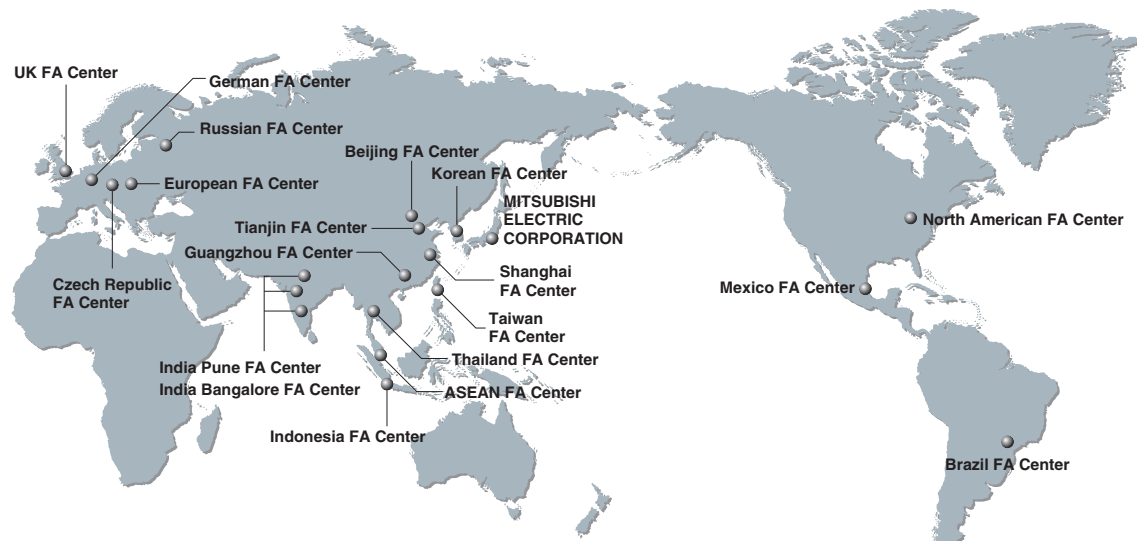 UK FA Center
German FA Center
Russian FA Center
Beijing FA Center
Korean FA Center
European FA Center
MITSUBISHI
ELECTRIC
CORPORATION
North American FA Center
Tianjin FA Center
Guangzhou FA Center
Shanghai
FA Center
Czech Republic
FA Center
Mexico FA Center
Taiwan
FA Center
Thailand FA Center
India Pune FA Center
India Bangalore FA Center
ASEAN FA Center
Indonesia FA Center
Brazil FA Center